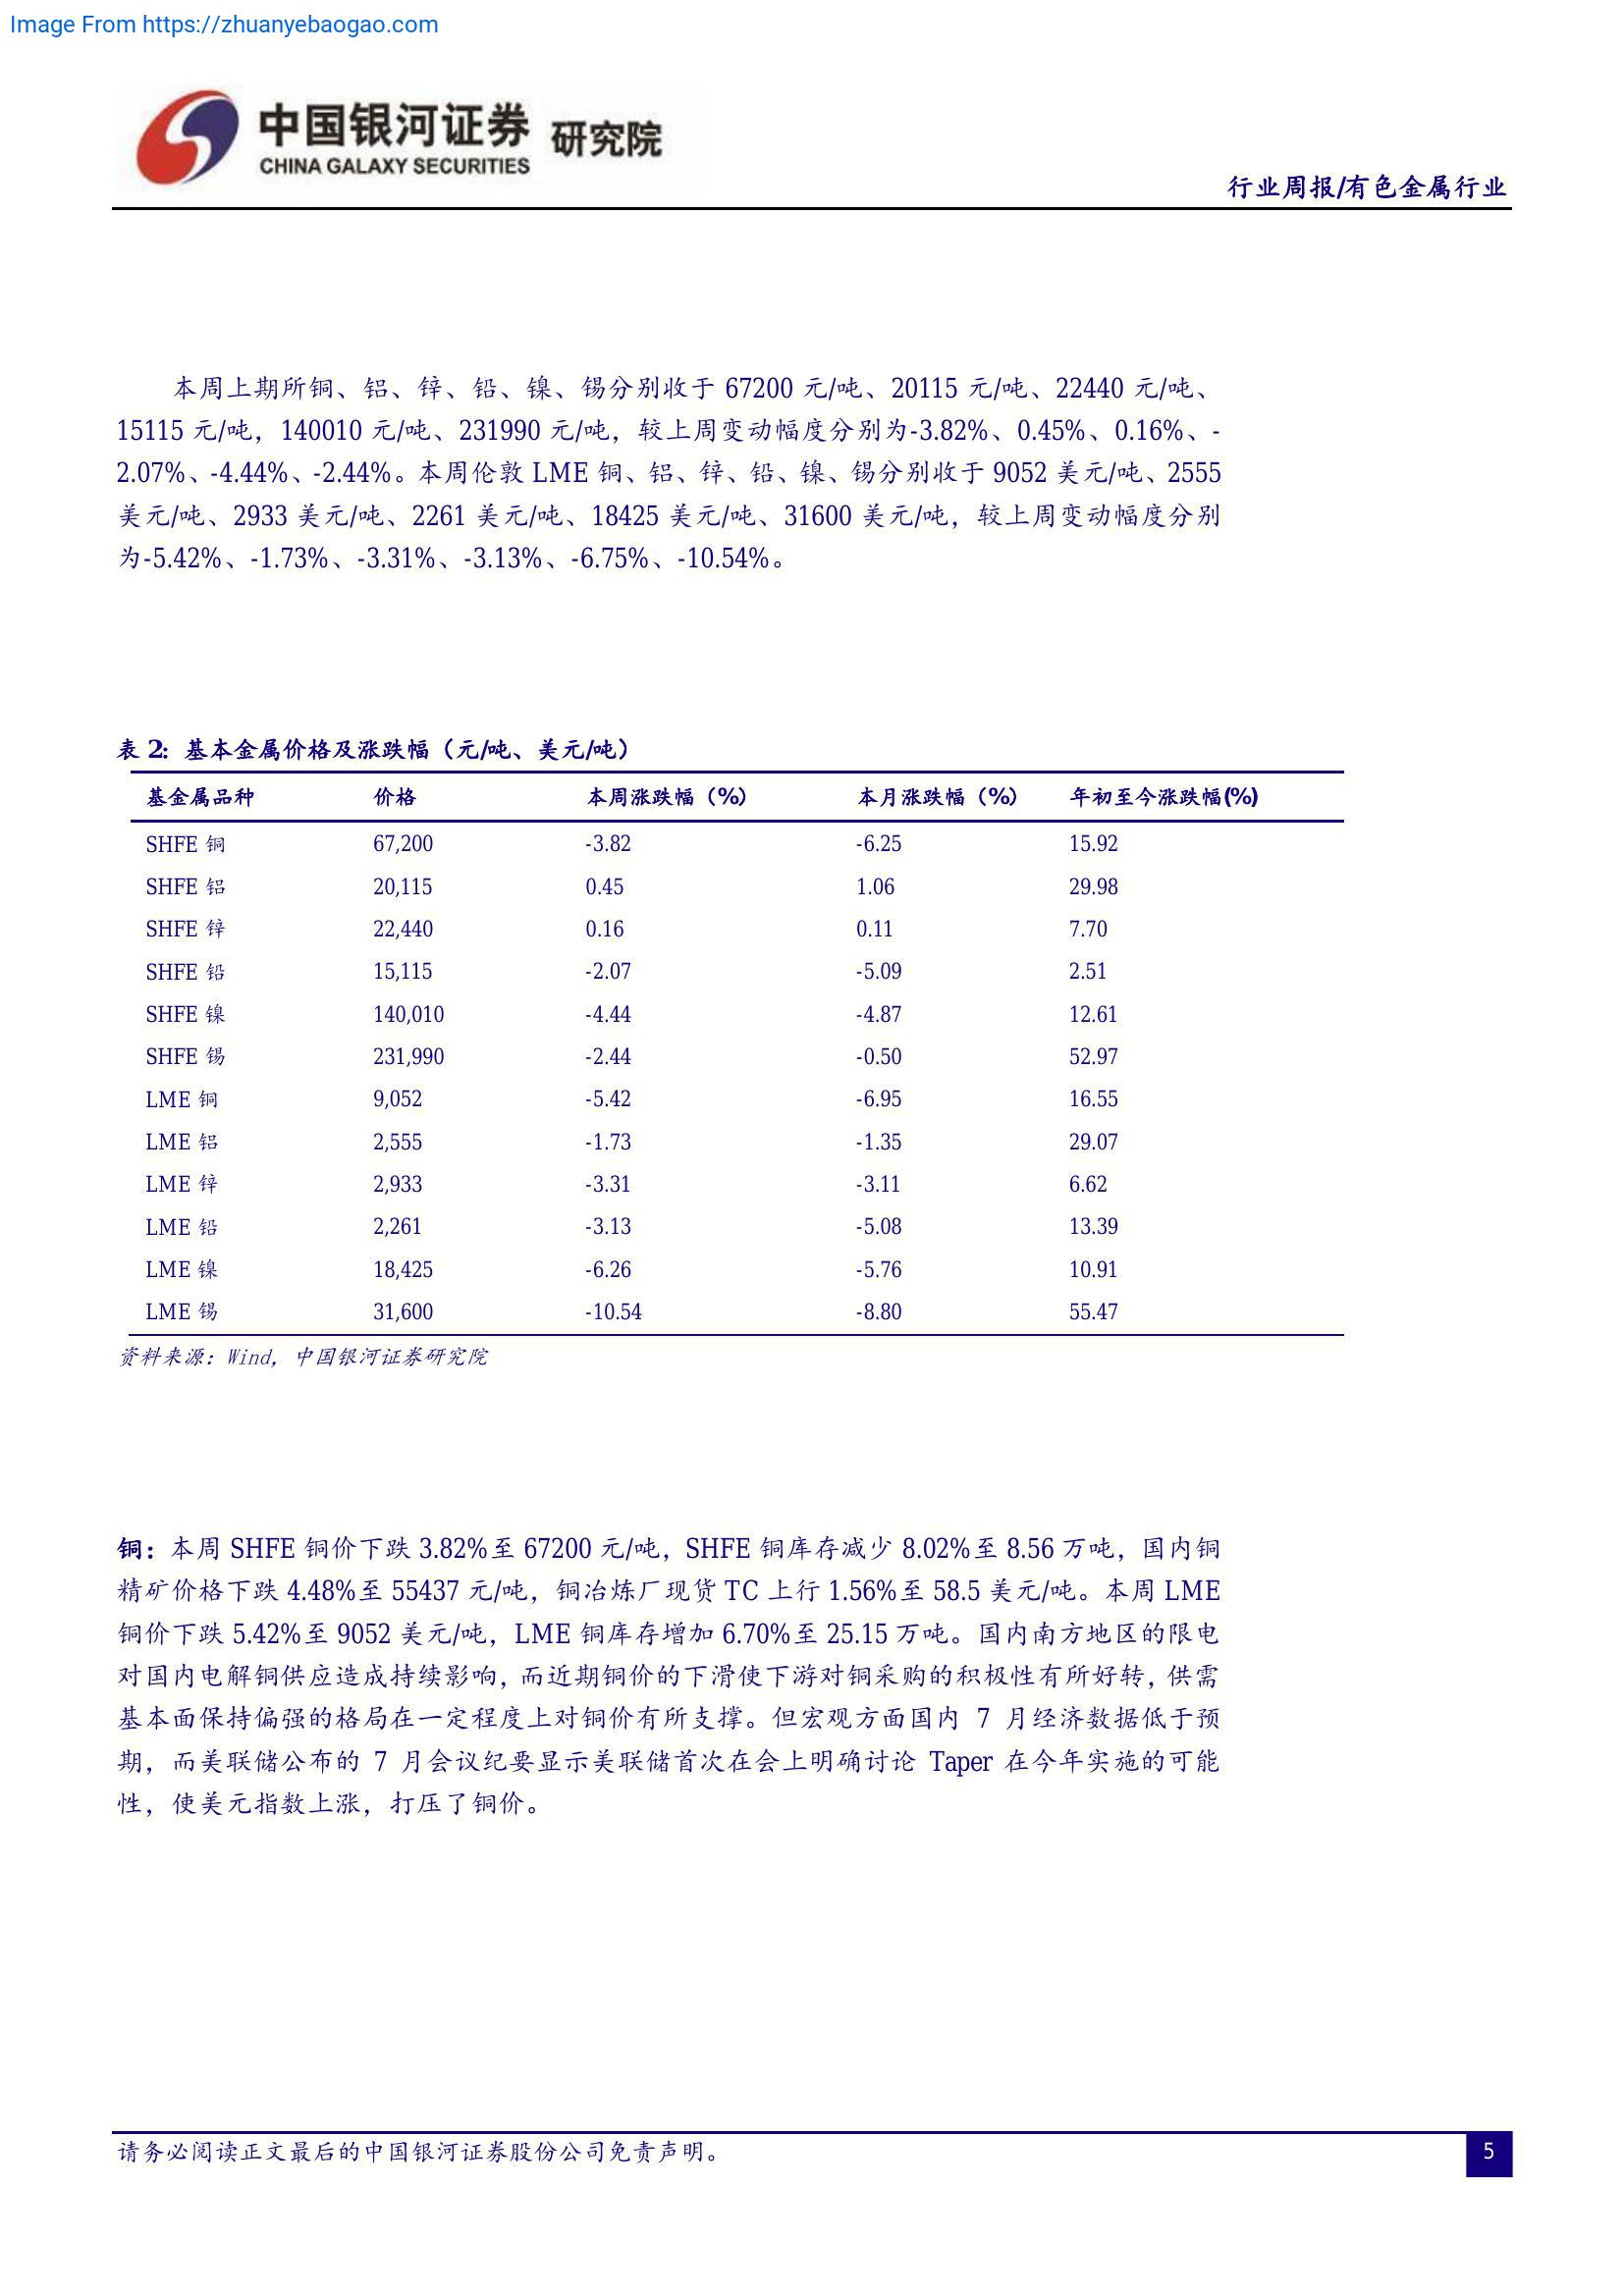 Image From https://zhuanyebaogao.com
中国银河证券 研究院
CHINA GALAXY SECURITIES
行业周报/有色金属行业
本周上期所铜、铝、锌、铅、镍、锡分别收于 67200 元/吨、20115 元/吨、22440 元/吨、
15115 元/吨，140010 元/吨、231990 元/吨，较上周变动幅度分别为-3.82%、0.45%、0.16%、-
2.07%、-4.44%、-2.44%。本周伦敦 LME 铜、铝、锌、铅、镍、锡分别收于 9052 美元/吨、2555
美元/吨、2933 美元/吨、2261 美元/吨、18425 美元/吨、31600 美元/吨，较上周变动幅度分别
为-5.42%、-1.73%、-3.31%、-3.13%、-6.75%、-10.54%。
表 2：基本金属价格及涨跌幅（元/吨、美元/吨）
基金属品种 价格 本周涨跌幅（%） 本月涨跌幅（%） 年初至今涨跌幅(%)
SHFE 铜 67,200 -3.82 -6.25 15.92
SHFE 铝 20,115 0.45 1.06 29.98
SHFE 锌 22,440 0.16 0.11 7.70
SHFE 铅 15,115 -2.07 -5.09 2.51
SHFE 镍 140,010 -4.44 -4.87 12.61
SHFE 锡 231,990 -2.44 -0.50 52.97
LME 铜 9,052 -5.42 -6.95 16.55
LME 铝 2,555 -1.73 -1.35 29.07
LME 锌 2,933 -3.31 -3.11 6.62
LME 铅 2,261 -3.13 -5.08 13.39
LME 镍 18,425 -6.26 -5.76 10.91
LME 锡 31,600 -10.54 -8.80 55.47
资料来源：Wind，中国银河证券研究院
铜：本周 SHFE 铜价下跌 3.82%至 67200 元/吨，SHFE 铜库存减少 8.02%至 8.56 万吨，国内铜
精矿价格下跌 4.48%至 55437 元/吨，铜冶炼厂现货 TC 上行 1.56%至 58.5 美元/吨。本周 LME
铜价下跌 5.42%至 9052 美元/吨，LME 铜库存增加 6.70%至 25.15 万吨。国内南方地区的限电
对国内电解铜供应造成持续影响，而近期铜价的下滑使下游对铜采购的积极性有所好转，供需
基本面保持偏强的格局在一定程度上对铜价有所支撑。但宏观方面国内 7 月经济数据低于预
期，而美联储公布的 7 月会议纪要显示美联储首次在会上明确讨论 Taper 在今年实施的可能
性，使美元指数上涨，打压了铜价。
请务必阅读正文最后的中国银河证券股份公司免责声明。
5